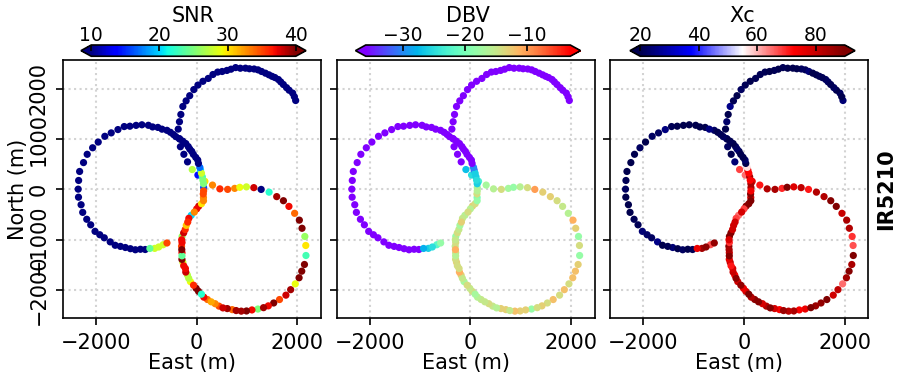 SNR DBV Xc
10 20 30 40 −30 −20 −10 20 40 60 80
North (m)
2000
1000
0
−1000
−2000
IR5210
−2000 0 2000 −2000 0 2000 −2000 0 2000
East (m) East (m) East (m)